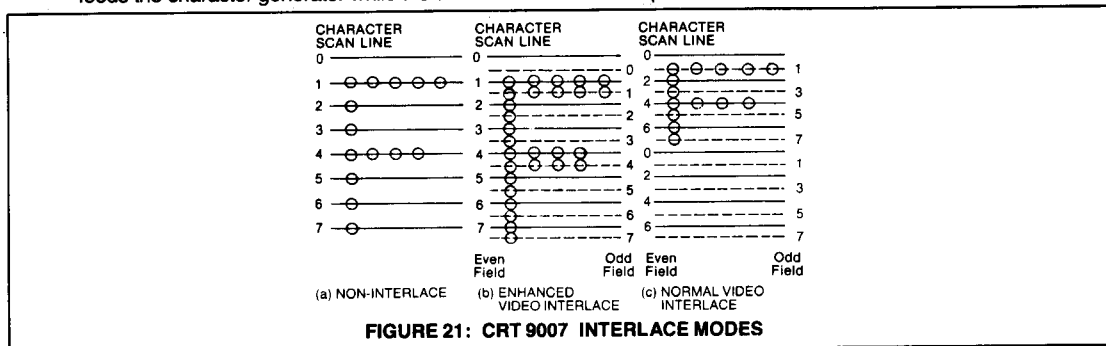 CHARACTER
SCAN LINE
0
1
2
3
4
5
6
7
(a) NON-INTERLACE
CHARACTER
SCAN LINE
0
0
1
1
2
2
3
3
4
4
5
5
6
6
7
7
Even
Field
Odd
Field
(b) ENHANCED
VIDEO INTERLACE
CHARACTER
SCAN LINE
0
1
2
3
4
5
6
7
0
1
2
3
4
5
6
7
Even
Field
Odd
Field
(c) NORMAL VIDEO
INTERLACE
FIGURE 21: CRT 9007 INTERLACE MODES